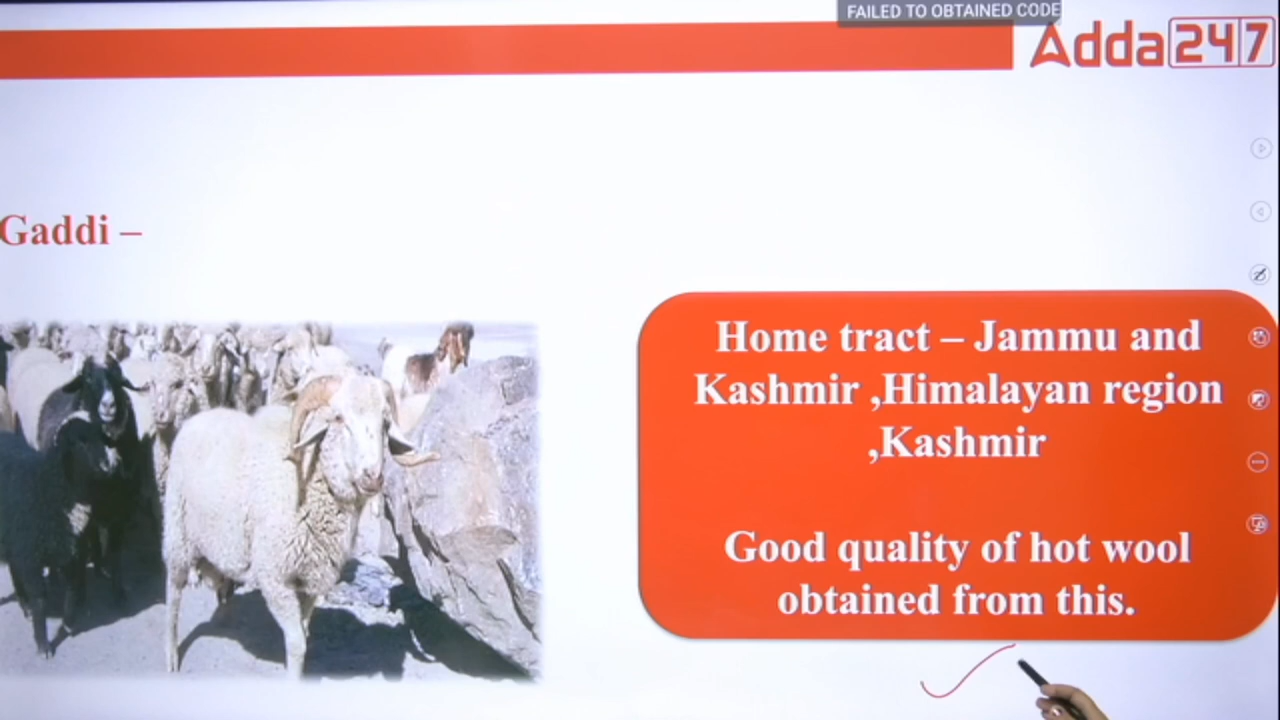 FAILED TO OBTAINED CODE
Adda247
Gaddi –
Home tract – Jammu and
Kashmir ,Himalayan region
,Kashmir
Good quality of hot wool
obtained from this.